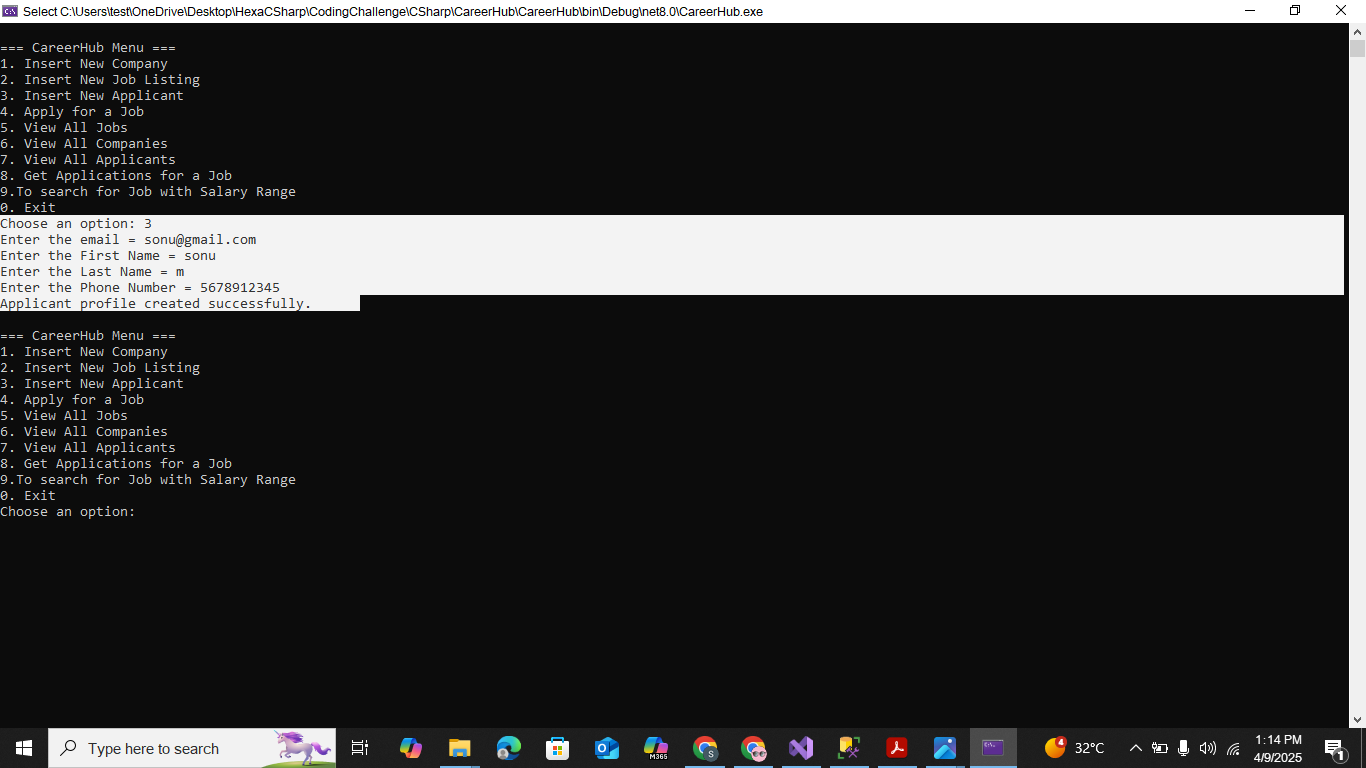 Select C:\Users\test\OneDrive\Desktop\HexaCSharp\CodingChallenge\CSharp\CareerHub\CareerHub\bin\Debug\net8.0\CareerHub.exe
=== CareerHub Menu ===
1. Insert New Company
2. Insert New Job Listing
3. Insert New Applicant
4. Apply for a Job
5. View All Jobs
6. View All Companies
7. View All Applicants
8. Get Applications for a Job
9.To search for Job with Salary Range
0. Exit
Choose an option: 3
Enter the email = sonu@gmail.com
Enter the First Name = sonu
Enter the Last Name = m
Enter the Phone Number = 5678912345
Applicant profile created successfully.
=== CareerHub Menu ===
1. Insert New Company
2. Insert New Job Listing
3. Insert New Applicant
4. Apply for a Job
5. View All Jobs
6. View All Companies
7. View All Applicants
8. Get Applications for a Job
9.To search for Job with Salary Range
0. Exit
Choose an option:
Type here to search
M365
S
4
32°C
1:14 PM
4/9/2025
1